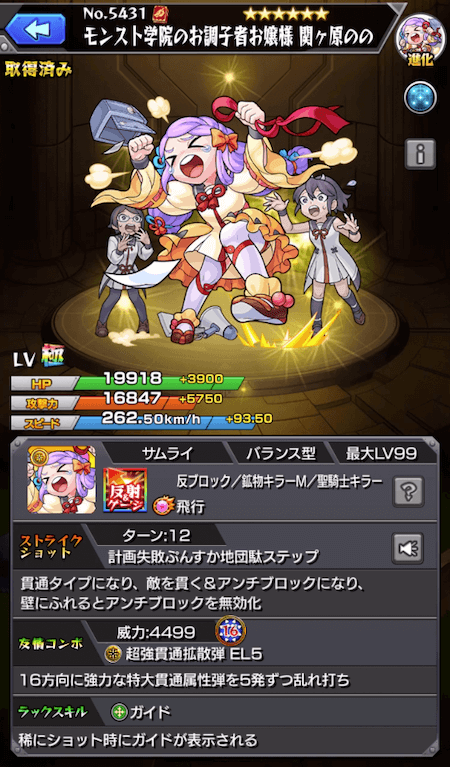 No.5431 ★★★★★★
モンスト学院のお調子者お嬢様 関ヶ原のの
取得済み
進化
i
LV 極
HP 19918 +3900
攻撃力 16847 +5750
スピード 262.50km/h +93.50
サムライ バランス型 最大LV99
反射 ゲージ
反ブロック/鉱物キラーM/聖騎士キラー
飛行
?
ストライクショット ターン:12
計画失敗ぷんすか地団駄ステップ
貫通タイプになり、敵を貫く&アンチブロックになり、
壁にふれるとアンチブロックを無効化
友情コンボ 威力:4499 16
超強貫通拡散弾 EL5
16方向に強力な特大貫通属性弾を5発ずつ乱れ打ち
ラックスキル ガイド
稀にショット時にガイドが表示される